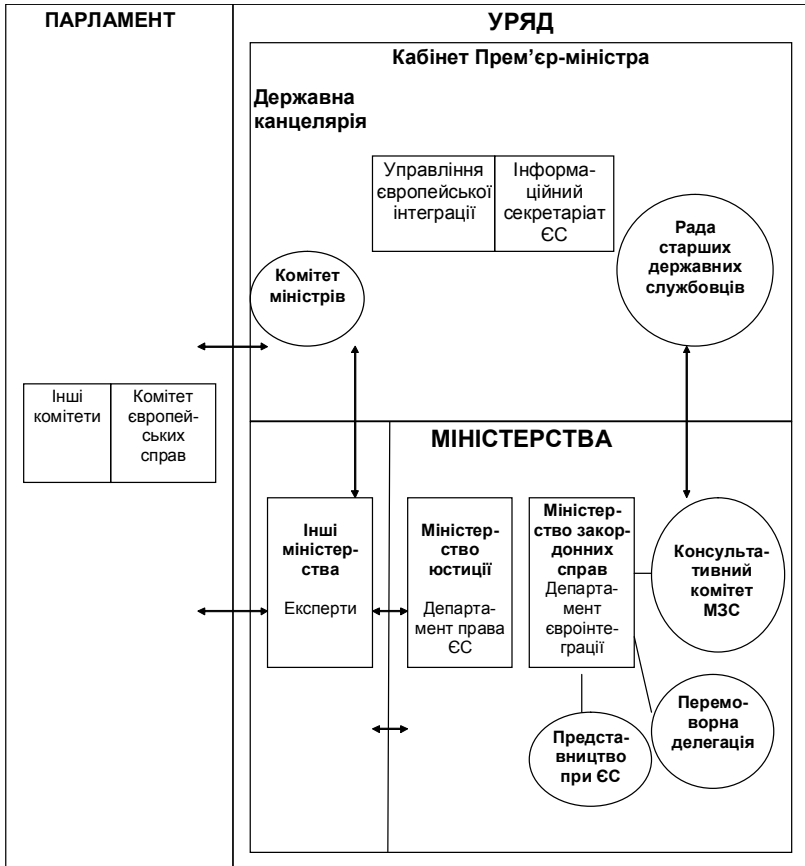 ПАРЛАМЕНТ
УРЯД
Кабінет Прем’єр-міністра
Державна
канцелярія
Управління
європейської
інтеграції
Інформа-
ційний
секретаріат
ЄС
Рада
старших
державних
службовців
Комітет
міністрів
Інші
комітети
Комітет
європей-
ських
справ
МІНІСТЕРСТВА
Інші
міністер-
ства
Експерти
Міністер-
ство
юстиції
Департа-
мент права
ЄС
Міністер-
ство закор-
донних
справ
Департа-
мент
євроінте-
грації
Консульта-
тивний
комітет
МЗС
Представ-
ництво
при ЄС
Перемо-
ворна
делегація